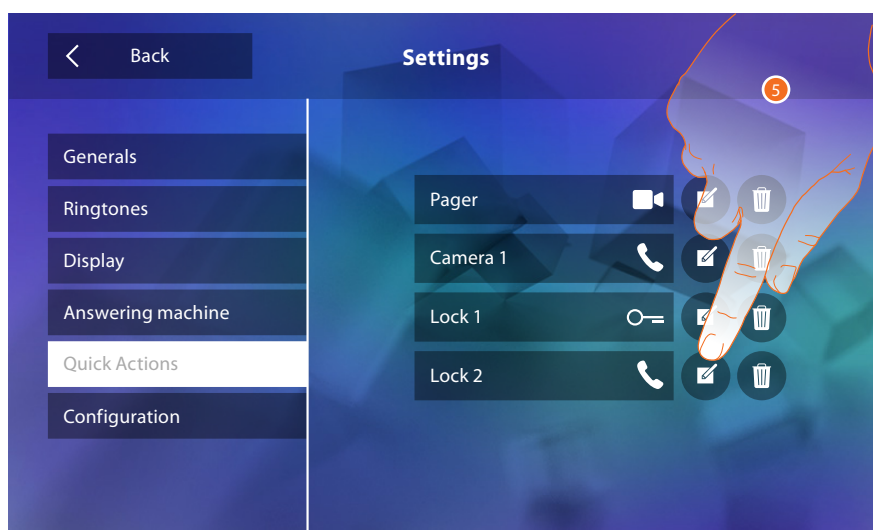 Back
Settings
5
Generals
Ringtones
Display
Answering machine
Quick Actions
Configuration
Pager
Camera 1
Lock 1
Lock 2